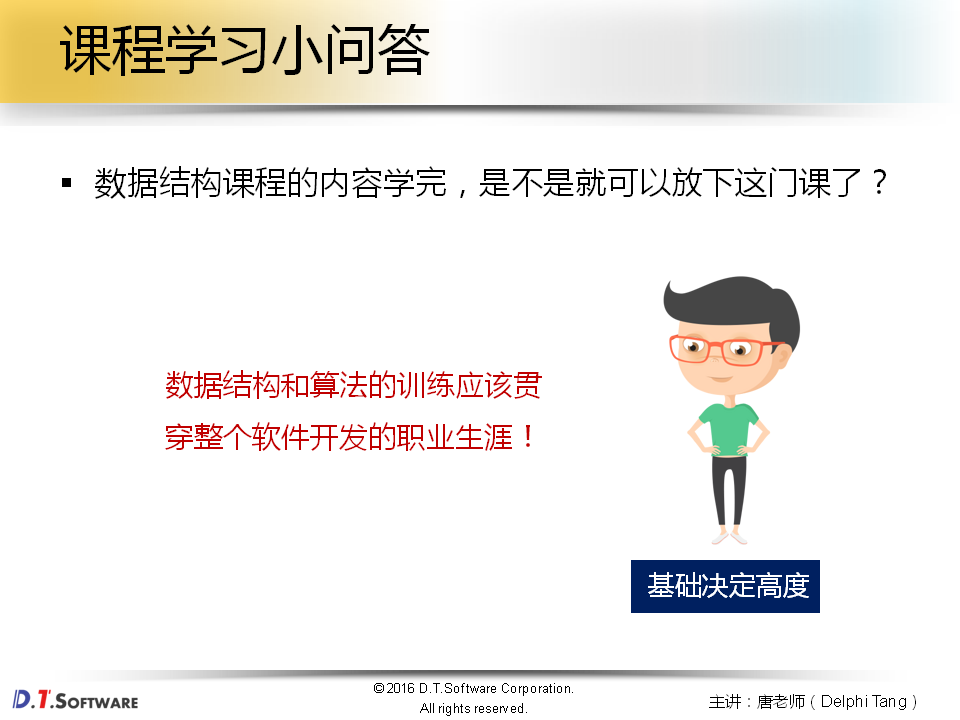 课程学习小问答
▪ 数据结构课程的内容学完，是不是就可以放下这门课了？
数据结构和算法的训练应该贯
穿整个软件开发的职业生涯！
基础决定高度
D.T.SOFTWARE
©2016 D.T.Software Corporation.
All rights reserved.
主讲：唐老师（Delphi Tang）